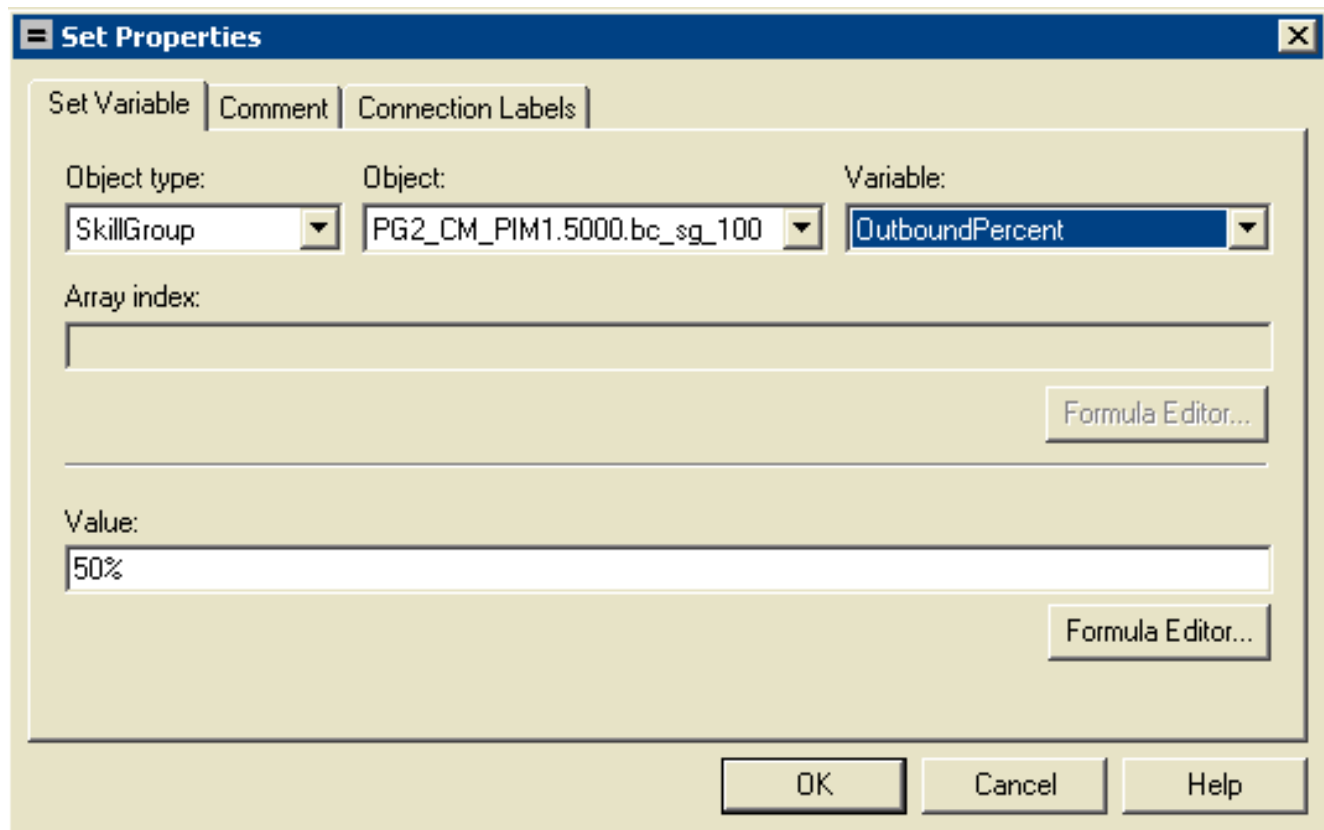 Set Properties
Set Variable Comment Connection Labels
Object type: Object: Variable:
SkillGroup PG2_CM_PIM1.5000.bc_sg_100 OutboundPercent
Array index:
Formula Editor...
Value:
50%
Formula Editor...
OK Cancel Help